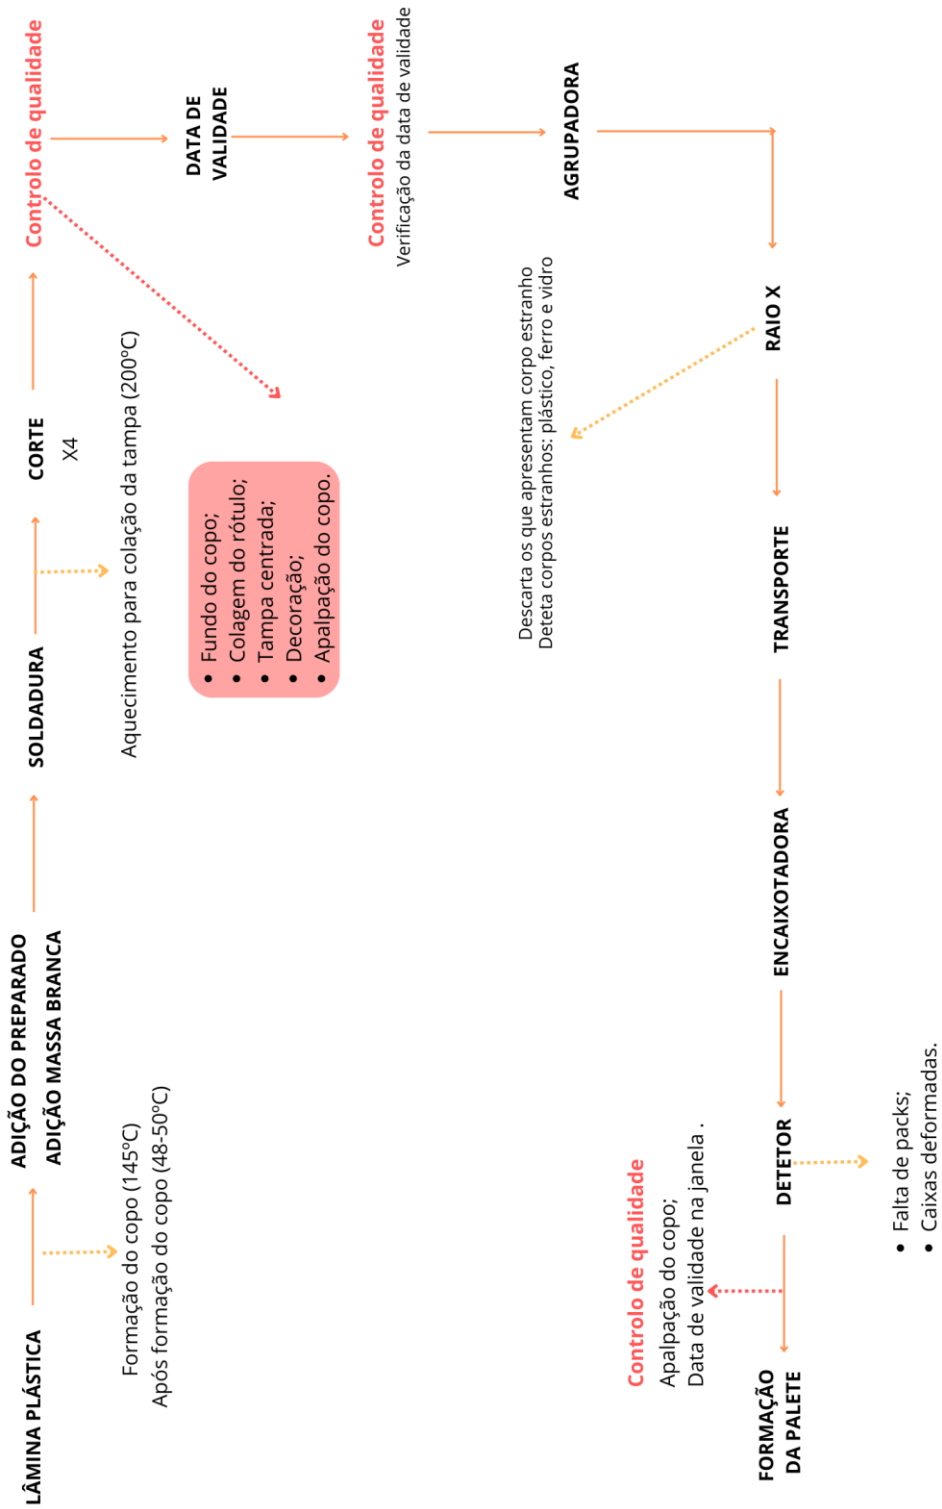 LÂMINA PLÁSTICA
Formação do copo (145ºC)
Após formação do copo (48-50ºC)
ADIÇÃO DO PREPARADO
ADIÇÃO MASSA BRANCA
SOLDADURA
Aquecimento para colação da tampa (200ºC)
CORTE
X4
Controlo de qualidade
• Fundo do copo;
• Colagem do rótulo;
• Tampa centrada;
• Decoração;
• Apalpação do copo.
DATA DE
VALIDADE
Controlo de qualidade
Verificação da data de validade
AGRUPADORA
RAIO X
Descarta os que apresentam corpo estranho
Deteta corpos estranhos: plástico, ferro e vidro
TRANSPORTE
ENCAIXOTADORA
DETETOR
• Falta de packs;
• Caixas deformadas.
Controlo de qualidade
Apalpação do copo;
Data de validade na janela .
FORMAÇÃO
DA PALETE